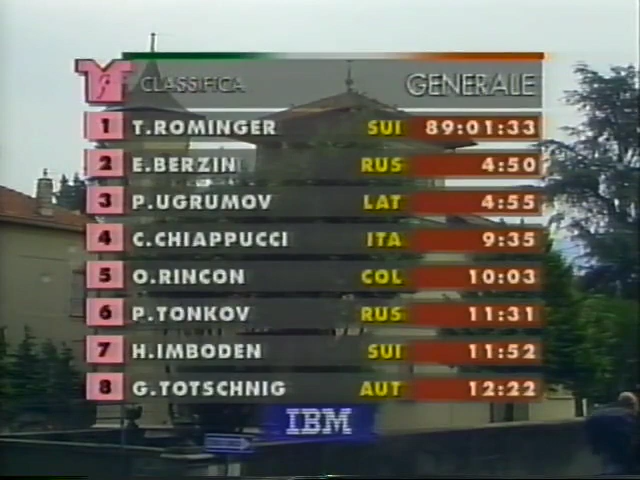 CLASSIFICA GENERALE
1 T.ROMINGER SUI 89:01:33
2 E.BERZIN RUS 4:50
3 P.UGRUMOV LAT 4:55
4 C.CHIAPPUCCI ITA 9:35
5 O.RINCON COL 10:03
6 P.TONKOV RUS 11:31
7 H.IMBODEN SUI 11:52
8 G.TOTSCHNIG AUT 12:22
IBM